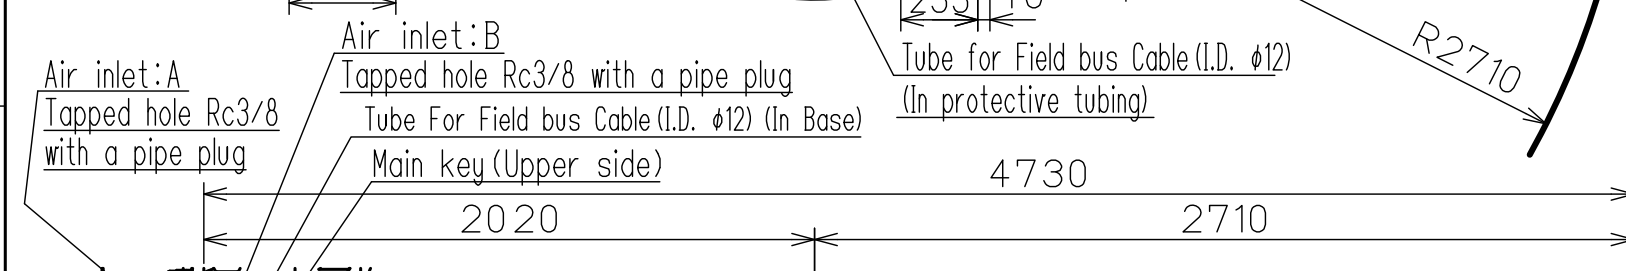 Air inlet:B
Tapped hole Rc3/8 with a pipe plug
Air inlet:A
Tapped hole Rc3/8
with a pipe plug
Tube For Field bus Cable(I.D. φ12) (In Base)
Main key(Upper side)
Tube for Field bus Cable(I.D. φ12)
(In protective tubing)
R2710
4730
2020
2710